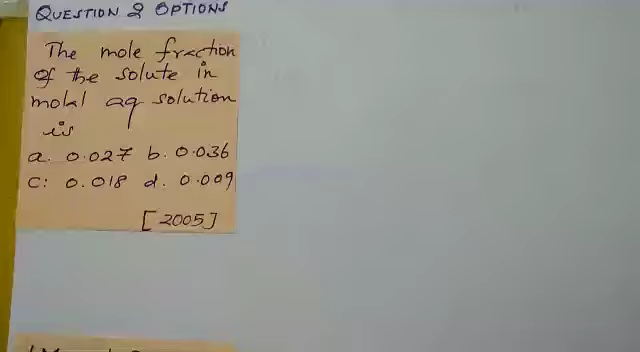 QUESTION 2 OPTIONS
The mole fraction
of the solute in
molal aq solution
is
a. 0.027 b. 0.036
c: 0.018 d. 0.009
[2005]